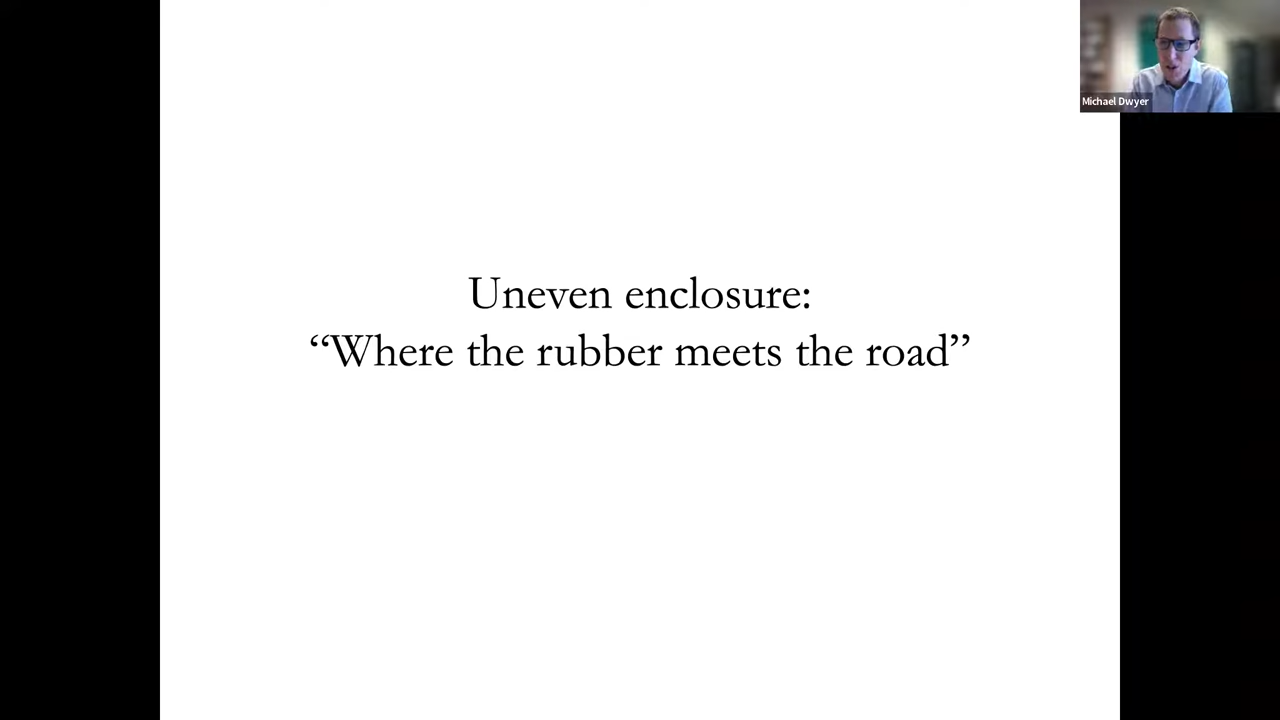 Michael Dwyer
Uneven enclosure:
“Where the rubber meets the road”